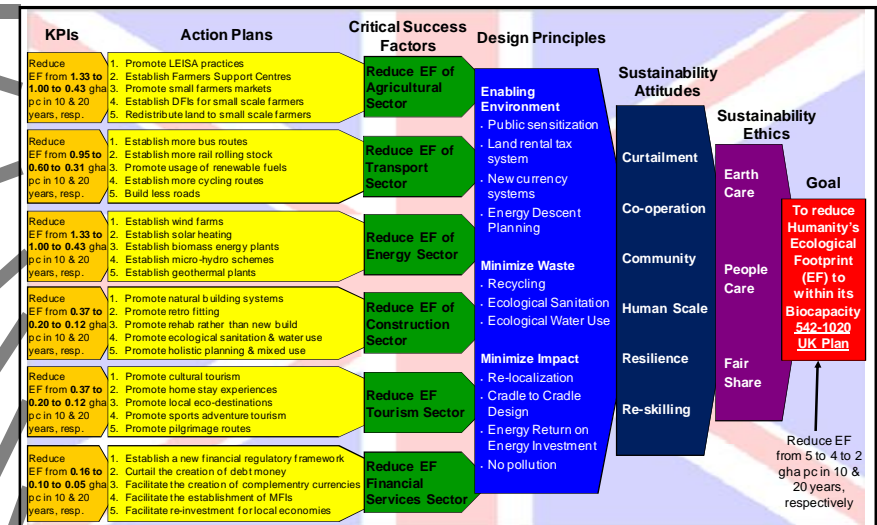 KPIs
Action Plans
Critical Success
Factors
Design Principles
Sustainability
Attitudes
Sustainability
Ethics
Goal
Reduce
EF from 1.33 to
1.00 to 0.43 gha
pc in 10 & 20
years, resp.
1. Promote LEISA practices
2. Establish Farmers Support Centres
3. Promote small farmers markets
4. Establish DFIs for small scale farmers
5. Redistribute land to small scale farmers
Reduce EF of
Agricultural
Sector
Reduce
EF from 0.95 to
0.60 to 0.31 gha
pc in 10 & 20
years, resp.
1. Establish more bus routes
2. Establish more rail rolling stock
3. Promote usage of renewable fuels
4. Establish more cycling routes
5. Build less roads
Reduce EF of
Transport
Sector
Reduce
EF from 1.33 to
1.00 to 0.43 gha
pc in 10 & 20
years, resp.
1. Establish wind farms
2. Establish solar heating
3. Establish biomass energy plants
4. Establish micro-hydro schemes
5. Establish geothermal plants
Reduce EF of
Energy Sector
Reduce
EF from 0.37 to
0.20 to 0.12 gha
pc in 10 & 20
years, resp.
1. Promote natural building systems
2. Promote retro fitting
3. Promote rehab rather than new build
4. Promote ecological sanitation & water use
5. Promote holistic planning & mixed use
Reduce EF of
Construction
Sector
Reduce
EF from 0.37 to
0.20 to 0.12 gha
pc in 10 & 20
years, resp.
1. Promote cultural tourism
2. Promote home stay experiences
3. Promote local eco-destinations
4. Promote sports adventure tourism
5. Promote pilgrimage routes
Reduce EF
Tourism Sector
Reduce
EF from 0.16 to
0.10 to 0.05 gha
pc in 10 & 20
years, resp.
1. Establish a new financial regulatory framework
2. Curtail the creation of debt money
3. Facilitate the creation of complementry currencies
4. Facilitate the establishment of MFIs
5. Facilitate re-investment for local economies
Reduce EF
Financial
Services Sector
Enabling
Environment
. Public sensitization
. Land rental tax
system
. New currency
systems
. Energy Descent
Planning
Minimize Waste
. Recycling
. Ecological Sanitation
. Ecological Water Use
Minimize Impact
. Re-localization
. Cradle to Cradle
Design
. Energy Return on
Energy Investment
. No pollution
Curtailment
Co-operation
Community
Human Scale
Resilience
Re-skilling
Earth
Care
People
Care
Fair
Share
To reduce
Humanity's
Ecological
Footprint
(EF) to
within its
Biocapacity
542-1020
UK Plan
Reduce EF
from 5 to 4 to 2
gha pc in 10 &
20 years,
respectively